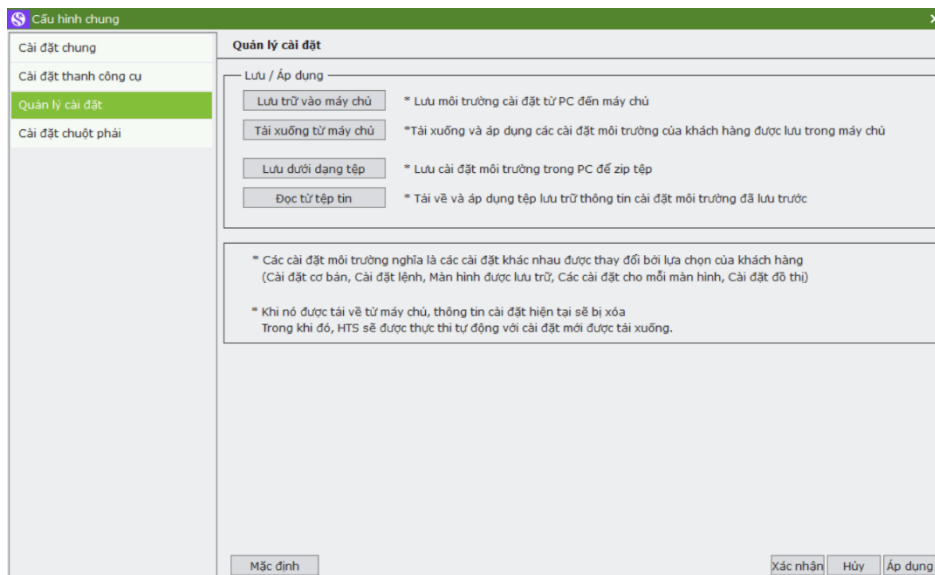 Cấu hình chung
Cài đặt chung
Cài đặt thanh công cụ
Quản lý cài đặt
Cài đặt chuột phải
Quản lý cài đặt
Lưu / Áp dụng
Lưu trữ vào máy chủ * Lưu môi trường cài đặt từ PC đến máy chủ
Tải xuống từ máy chủ *Tải xuống và áp dụng các cài đặt môi trường của khách hàng được lưu trong máy chủ
Lưu dưới dạng tệp * Lưu cài đặt môi trường trong PC để zip tệp
Đọc từ tệp tin * Tải về và áp dụng tệp lưu trữ thông tin cài đặt môi trường đã lưu trước
* Các cài đặt môi trường nghĩa là các cài đặt khác nhau được thay đổi bởi lựa chọn của khách hàng
(Cài đặt cơ bản, Cài đặt lệnh, Màn hình được lưu trữ, Các cài đặt cho mỗi màn hình, Cài đặt đồ thị)
* Khi nó được tải về từ máy chủ, thông tin cài đặt hiện tại sẽ bị xóa
Trong khi đó, HTS sẽ được thực thi tự động với cài đặt mới được tải xuống.
Mặc định Xác nhận Hủy Áp dụng